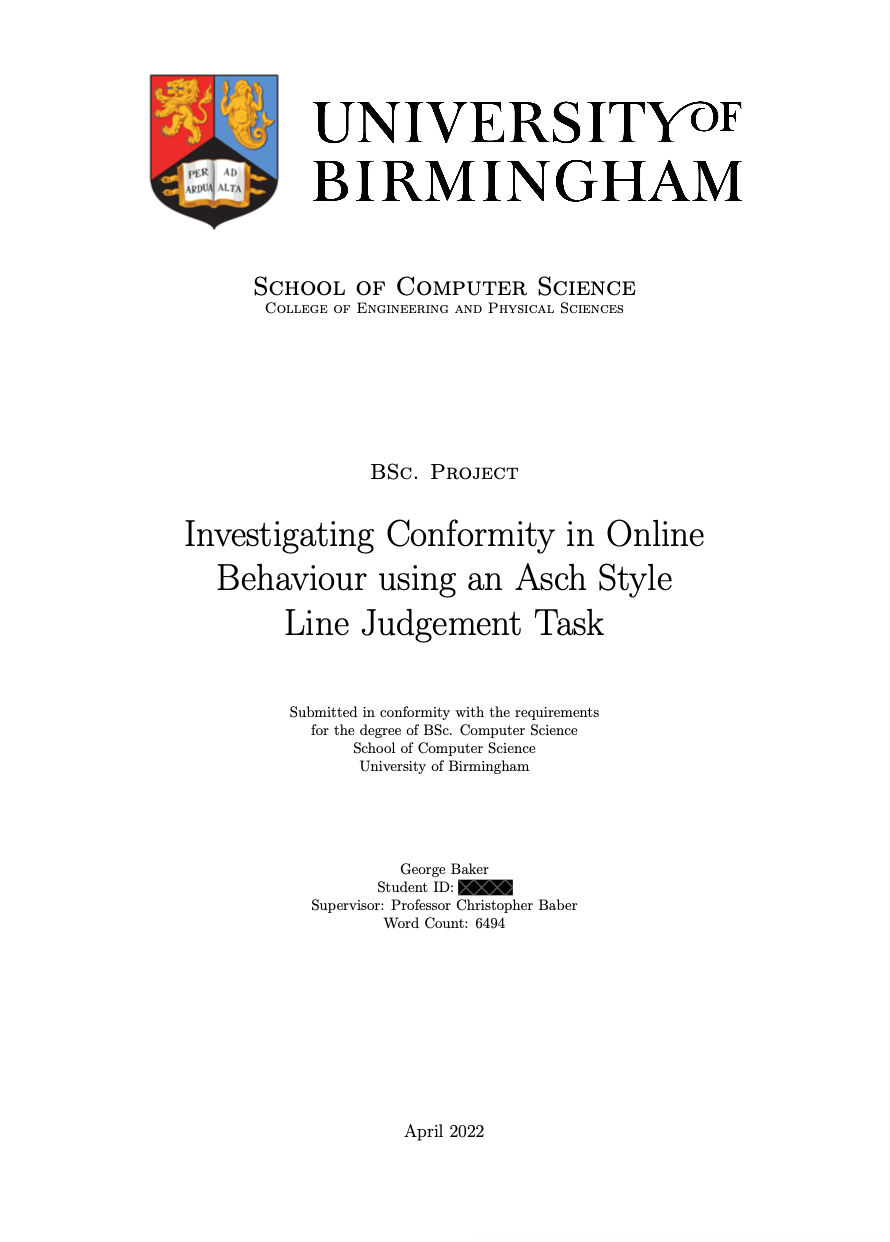 PER AD
ARDUA ALTA
UNIVERSITY OF
BIRMINGHAM
School of Computer Science
College of Engineering and Physical Sciences
BSc. Project
Investigating Conformity in Online
Behaviour using an Asch Style
Line Judgement Task
Submitted in conformity with the requirements
for the degree of BSc. Computer Science
School of Computer Science
University of Birmingham
George Baker
Student ID:
Supervisor: Professor Christopher Baber
Word Count: 6494
April 2022